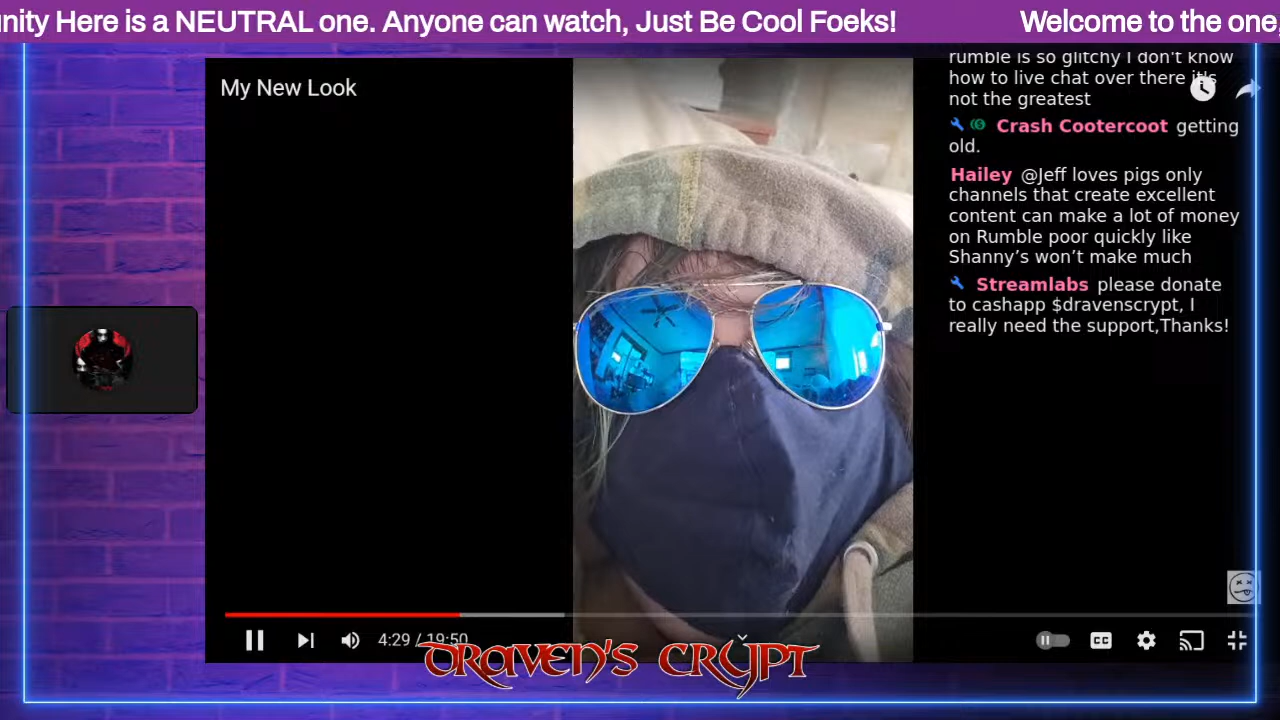 nity Here is a NEUTRAL one. Anyone can watch, Just Be Cool Foeks! Welcome to the one,
My New Look
rumble is so glitchy I don't know
how to live chat over there it's
not the greatest
Crash Cootercoot getting
old.
Hailey @Jeff loves pigs only
channels that create excellent
content can make a lot of money
on Rumble poor quickly like
Shanny’s won’t make much
Streamlabs please donate
to cashapp $dravenscrypt, I
really need the support,Thanks!
4:29 / 19:50
CC
DRAVEN'S CRYPT